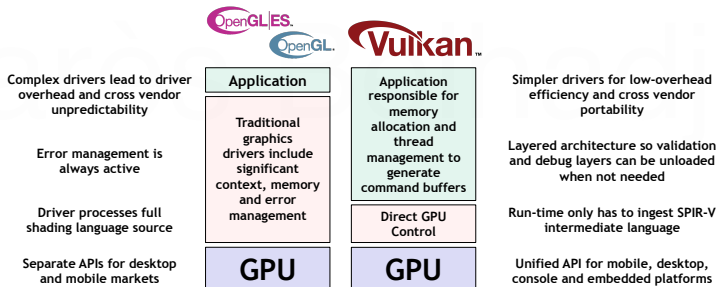 OpenGL|ES.
OpenGL.
Vulkan™
Complex drivers lead to driver
overhead and cross vendor
unpredictability
Error management is
always active
Driver processes full
shading language source
Separate APIs for desktop
and mobile markets
Application
Traditional
graphics
drivers include
significant
context, memory
and error
management
GPU
Application
responsible for
memory
allocation and
thread
management to
generate
command buffers
Direct GPU
Control
GPU
Simpler drivers for low-overhead
efficiency and cross vendor
portability
Layered architecture so validation
and debug layers can be unloaded
when not needed
Run-time only has to ingest SPIR-V
intermediate language
Unified API for mobile, desktop,
console and embedded platforms